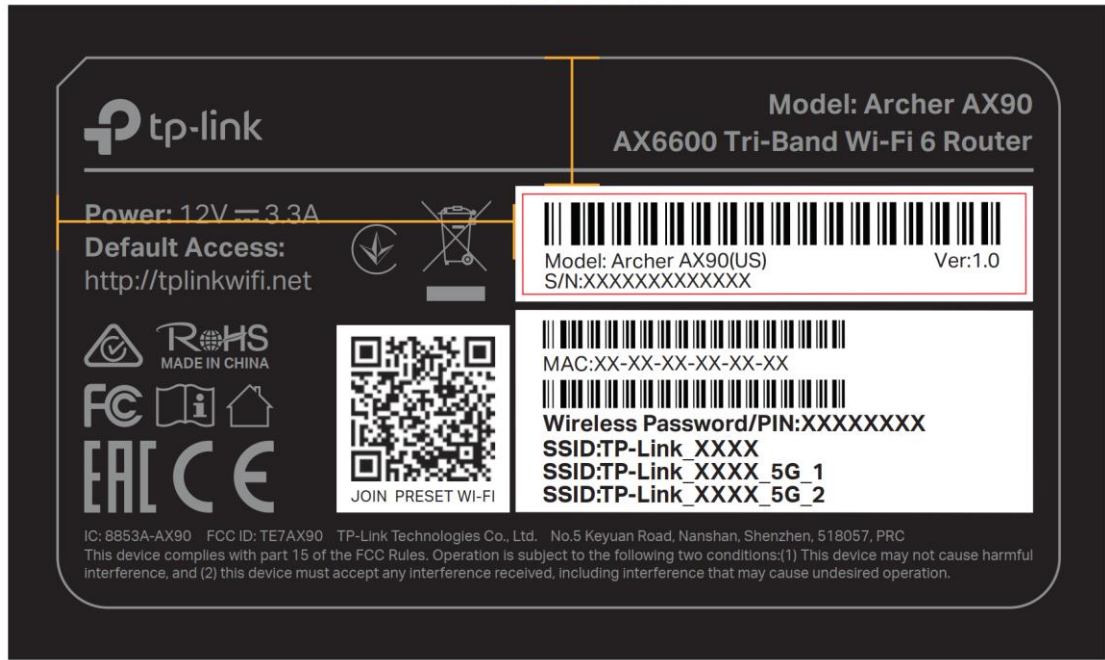 tp-link
Model: Archer AX90
AX6600 Tri-Band Wi-Fi 6 Router
Power: 12V ⎓ 3.3A
Default Access:
http://tplinkwifi.net
Model: Archer AX90(US) Ver:1.0
S/N:XXXXXXXXXXXXX
RoHS
MADE IN CHINA
FC
EAC CE
JOIN PRESET WI-FI
MAC:XX-XX-XX-XX-XX-XX
Wireless Password/PIN:XXXXXXXX
SSID:TP-Link_XXXX
SSID:TP-Link_XXXX_5G_1
SSID:TP-Link_XXXX_5G_2
IC: 8853A-AX90 FCC ID: TE7AX90 TP-Link Technologies Co., Ltd. No.5 Keyuan Road, Nanshan, Shenzhen, 518057, PRC
This device complies with part 15 of the FCC Rules. Operation is subject to the following two conditions:(1) This device may not cause harmful
interference, and (2) this device must accept any interference received, including interference that may cause undesired operation.